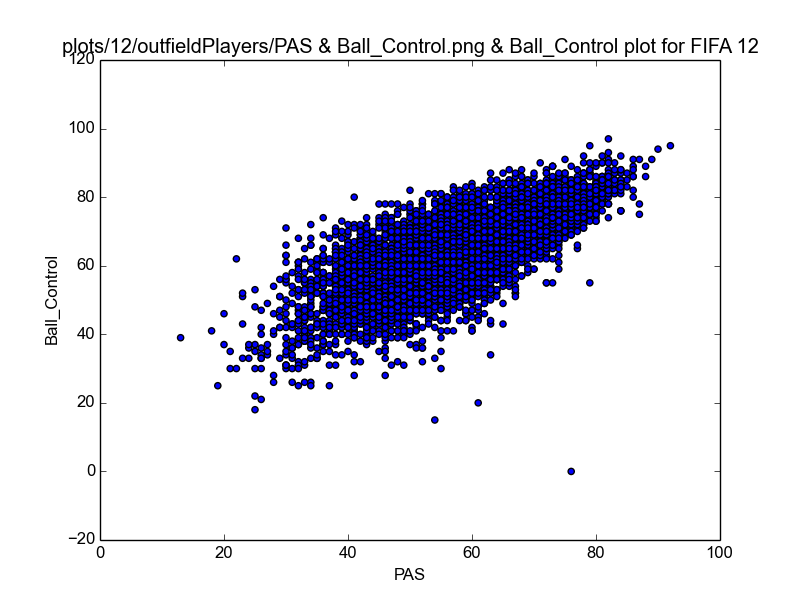 plots/12/outfieldPlayers/PAS & Ball_Control.png & Ball_Control plot for FIFA 12
120
100
80
60
40
20
0
−20
Ball_Control
0 20 40 60 80 100
PAS